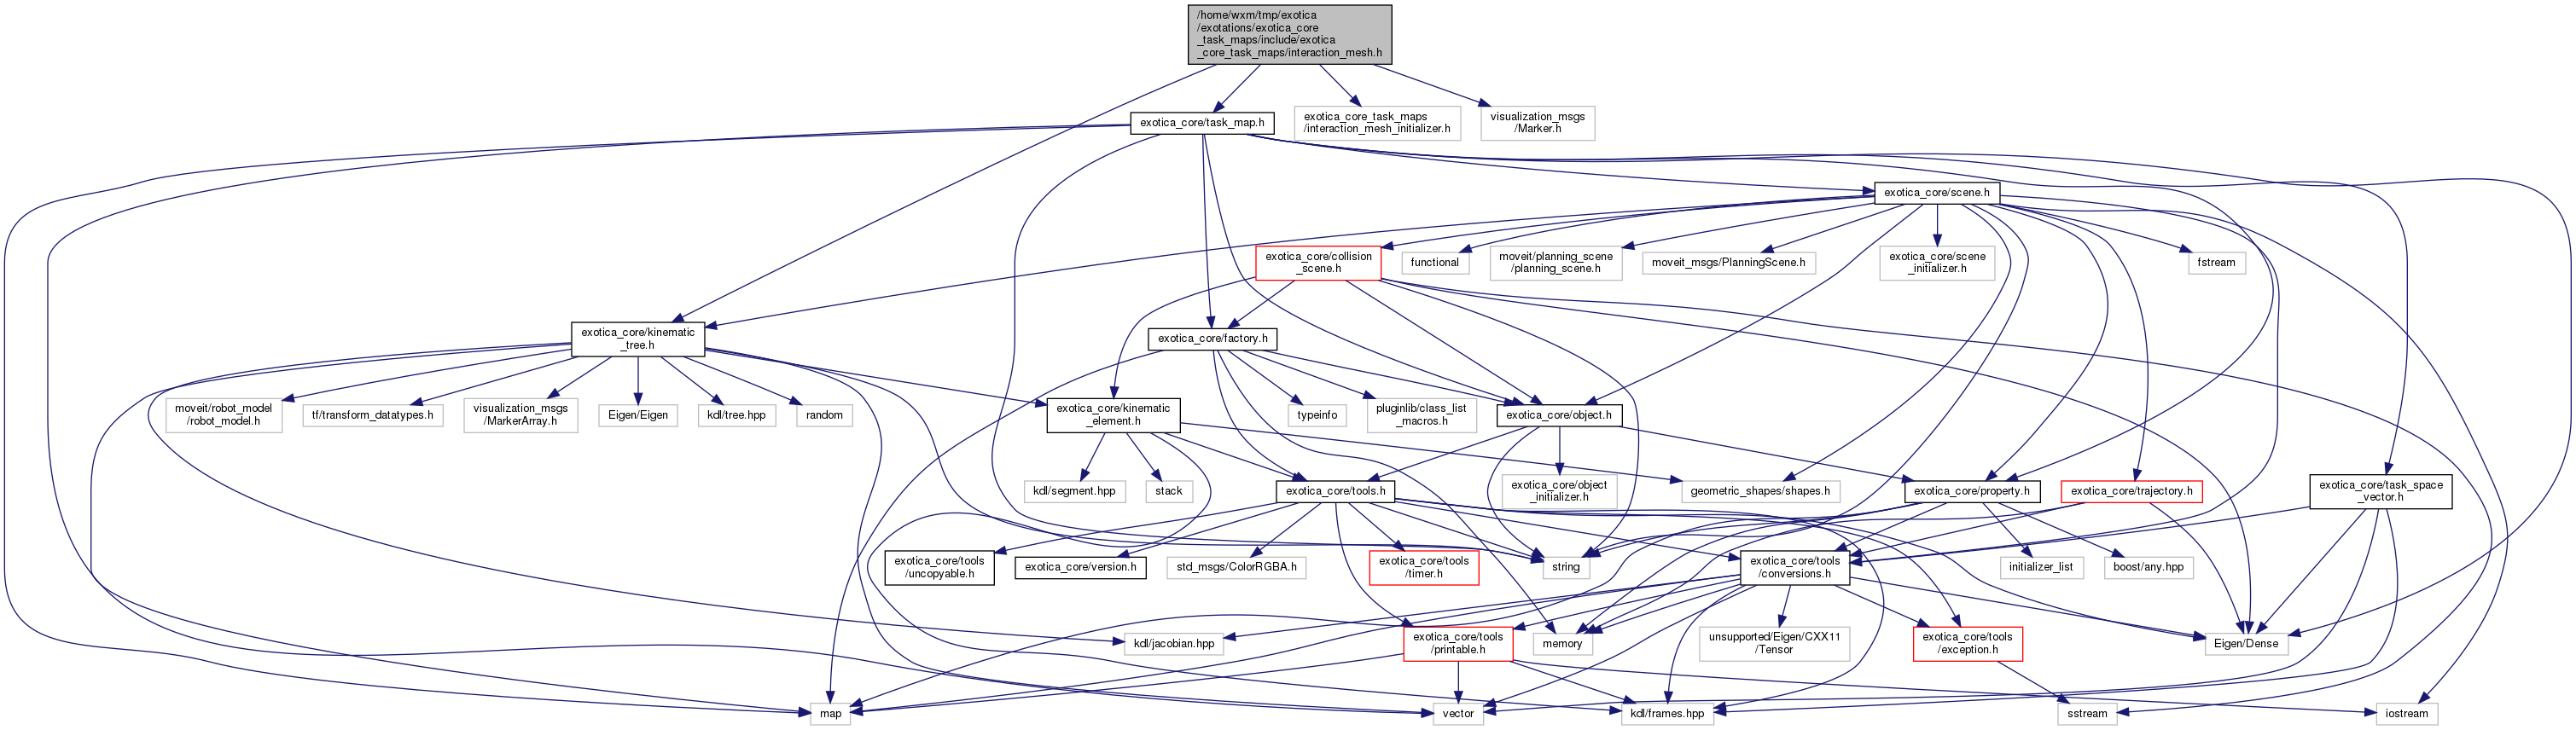 /home/wxm/tmp/exotica
/exotations/exotica_core
_task_maps/include/exotica
_core_task_maps/interaction_mesh.h
exotica_core/task_map.h
exotica_core_task_maps
/interaction_mesh_initializer.h
visualization_msgs
/Marker.h
exotica_core/scene.h
exotica_core/collision
_scene.h
functional
moveit/planning_scene
/planning_scene.h
moveit_msgs/PlanningScene.h
exotica_core/scene
_initializer.h
fstream
exotica_core/kinematic
_tree.h
exotica_core/factory.h
moveit/robot_model
/robot_model.h
tf/transform_datatypes.h
visualization_msgs
/MarkerArray.h
Eigen/Eigen
kdl/tree.hpp
random
exotica_core/kinematic
_element.h
typeinfo
pluginlib/class_list
_macros.h
exotica_core/object.h
kdl/segment.hpp
stack
exotica_core/tools.h
exotica_core/object
_initializer.h
geometric_shapes/shapes.h
exotica_core/property.h
exotica_core/trajectory.h
exotica_core/task_space
_vector.h
exotica_core/tools
/uncopyable.h
exotica_core/version.h
std_msgs/ColorRGBA.h
exotica_core/tools
/timer.h
string
exotica_core/tools
/conversions.h
initializer_list
boost/any.hpp
kdl/jacobian.hpp
exotica_core/tools
/printable.h
memory
unsupported/Eigen/CXX11
/Tensor
exotica_core/tools
/exception.h
Eigen/Dense
map
vector
kdl/frames.hpp
sstream
iostream